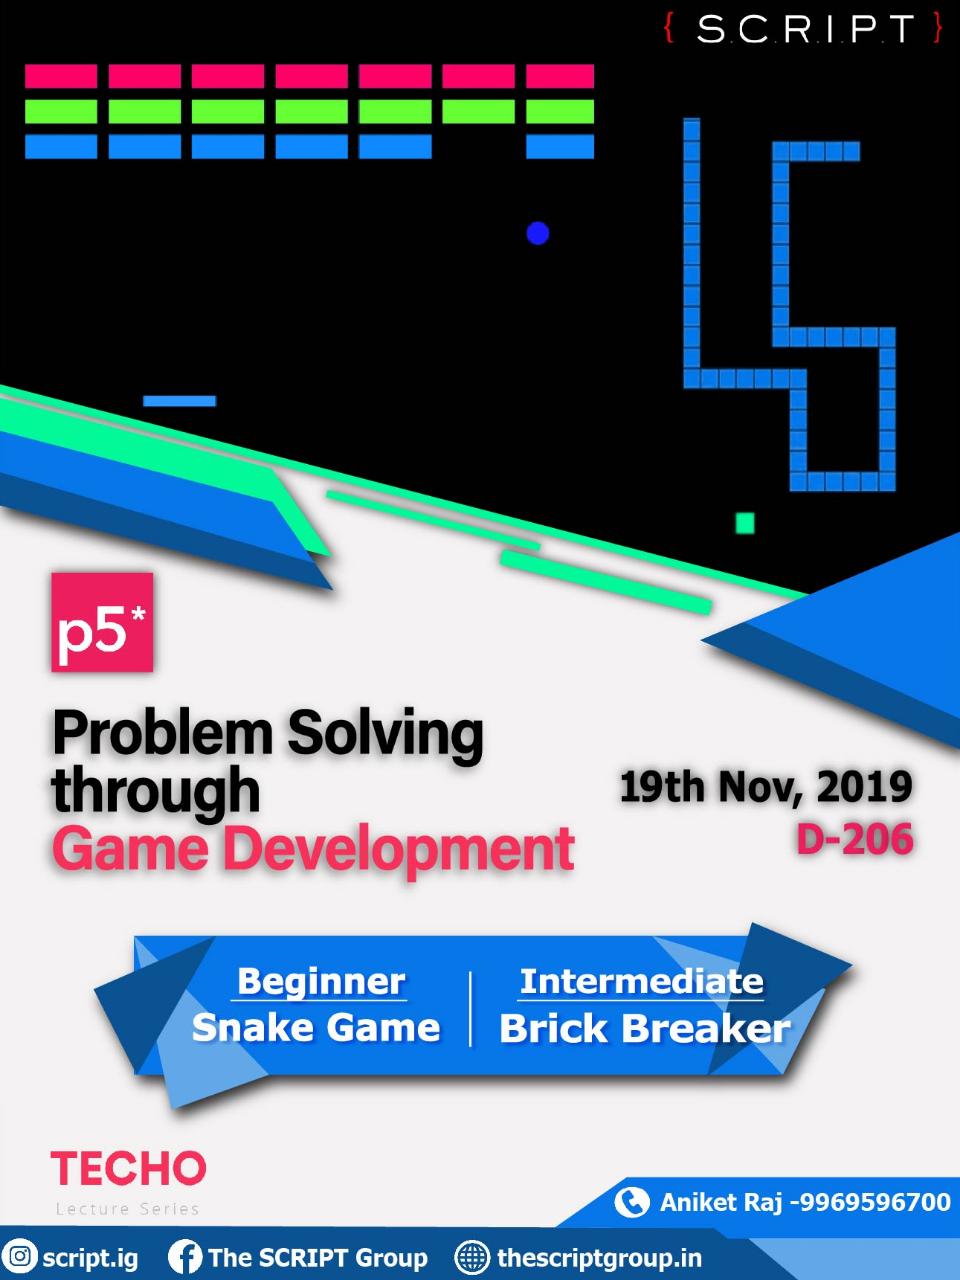 { S.C.R.I.P.T }
p5*
Problem Solving
through
Game Development
19th Nov, 2019
D-206
Beginner
Snake Game
Intermediate
Brick Breaker
TECHO
Lecture Series
Aniket Raj -9969596700
script.ig
The SCRIPT Group
thescriptgroup.in